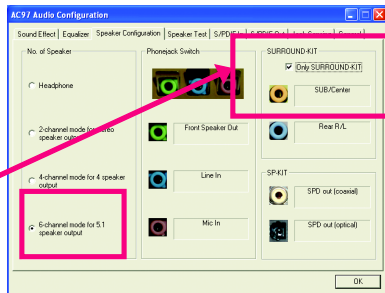 AC97 Audio Configuration
Sound Effect Equalizer Speaker Configuration Speaker Test
No. of Speaker
Headphone
2-channel mode for stereo
speaker output
4-channel mode for 4 speaker
output
6-channel mode for 5.1
speaker output
Phonejack Switch
Front Speaker Out
Line In
Mic In
SURROUND-KIT
Only SURROUND-KIT
SUB/Center
Rear R/L
SP-KIT
SPD out (coaxial)
SPD out (optical)
OK